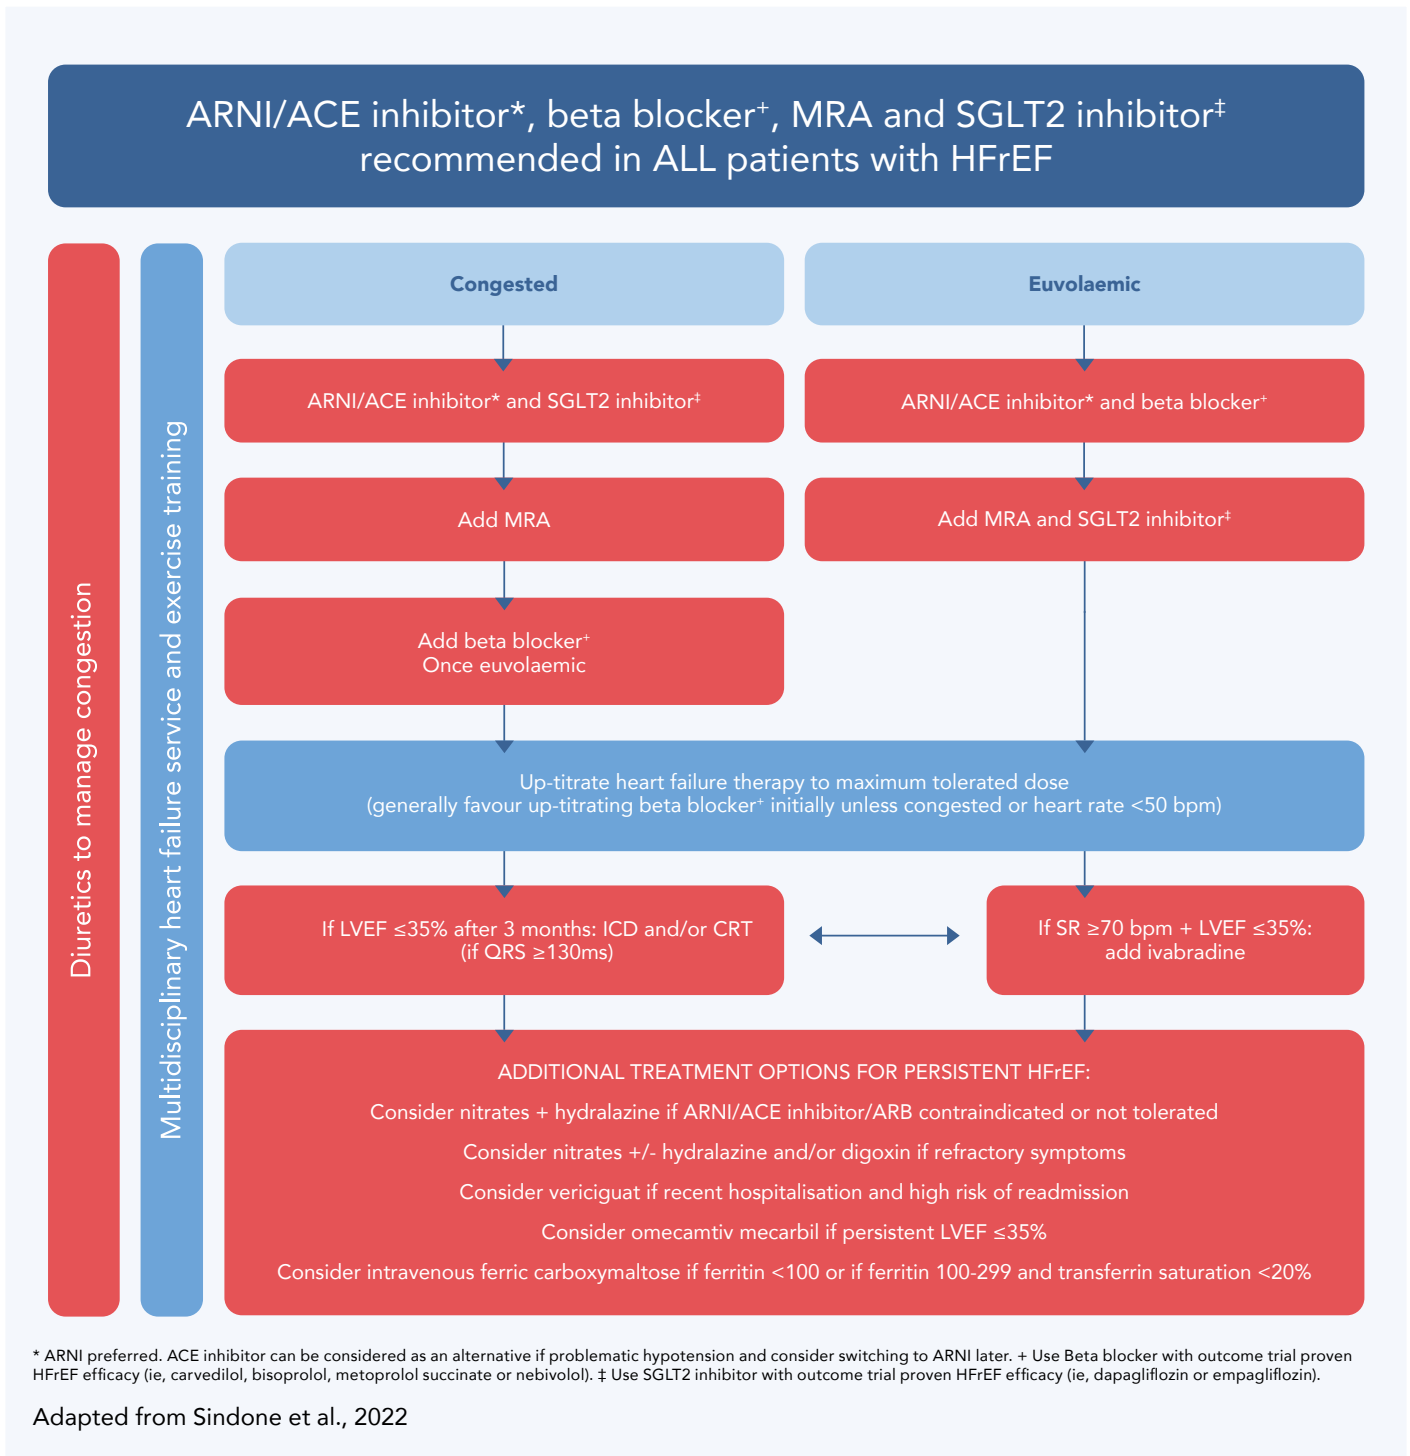 ARNI/ACE inhibitor*, beta blocker⁺, MRA and SGLT2 inhibitor‡
recommended in ALL patients with HFrEF
Diuretics to manage congestion
Multidisciplinary heart failure service and exercise training
Congested
Euvolaemic
ARNI/ACE inhibitor* and SGLT2 inhibitor‡
ARNI/ACE inhibitor* and beta blocker⁺
Add MRA
Add MRA and SGLT2 inhibitor‡
Add beta blocker⁺
Once euvolaemic
Up-titrate heart failure therapy to maximum tolerated dose
(generally favour up-titrating beta blocker⁺ initially unless congested or heart rate <50 bpm)
If LVEF ≤35% after 3 months: ICD and/or CRT
(if QRS ≥130ms)
If SR ≥70 bpm + LVEF ≤35%:
add ivabradine
ADDITIONAL TREATMENT OPTIONS FOR PERSISTENT HFrEF:
Consider nitrates + hydralazine if ARNI/ACE inhibitor/ARB contraindicated or not tolerated
Consider nitrates +/- hydralazine and/or digoxin if refractory symptoms
Consider vericiguat if recent hospitalisation and high risk of readmission
Consider omecamtiv mecarbil if persistent LVEF ≤35%
Consider intravenous ferric carboxymaltose if ferritin <100 or if ferritin 100-299 and transferrin saturation <20%
* ARNI preferred. ACE inhibitor can be considered as an alternative if problematic hypotension and consider switching to ARNI later. + Use Beta blocker with outcome trial proven
HFrEF efficacy (ie, carvedilol, bisoprolol, metoprolol succinate or nebivolol). ‡ Use SGLT2 inhibitor with outcome trial proven HFrEF efficacy (ie, dapagliflozin or empagliflozin).
Adapted from Sindone et al., 2022